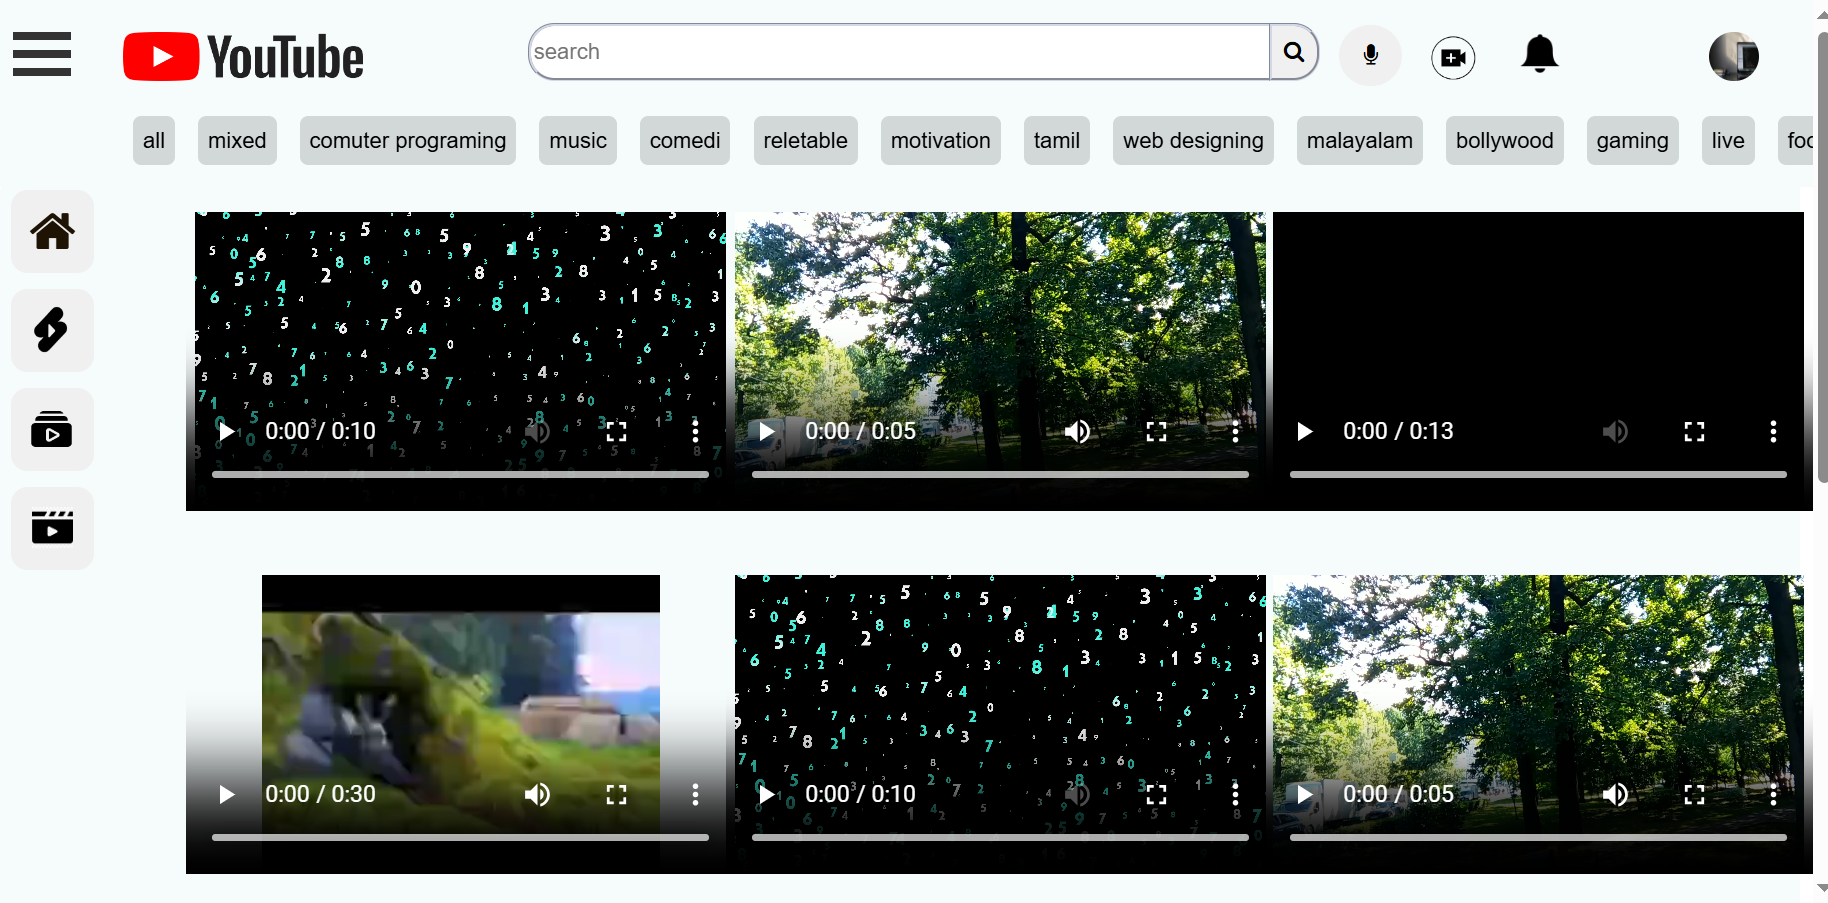 YouTube
search
all mixed comuter programing music comedi reletable motivation tamil web designing malayalam bollywood gaming live foo
0:00 / 0:10 0:00 / 0:05 0:00 / 0:13
0:00 / 0:30 0:00 / 0:10 0:00 / 0:05